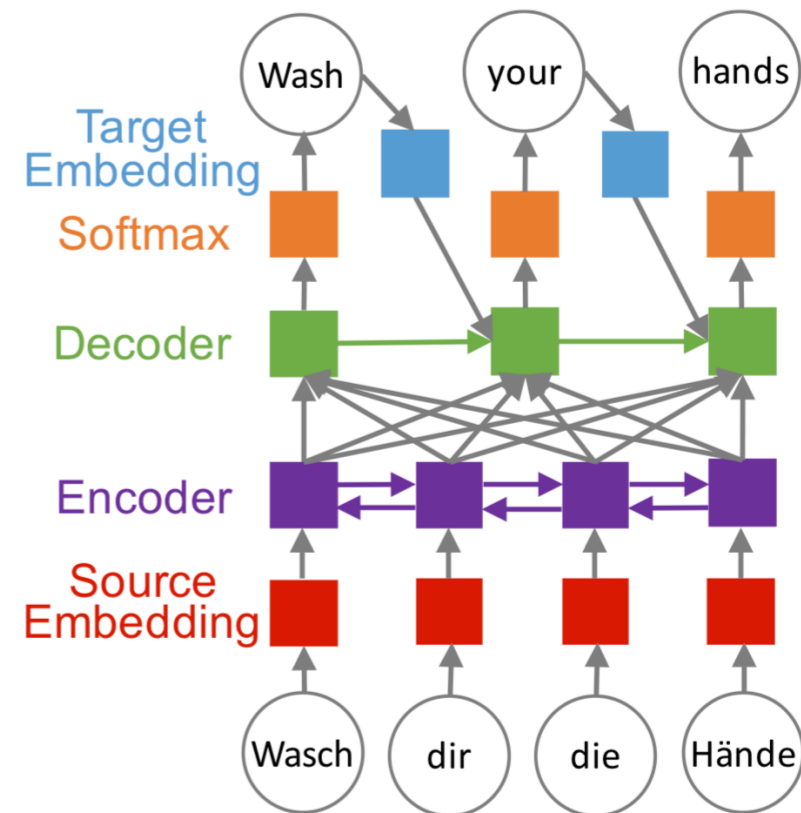 Wash your hands
Target
Embedding
Softmax
Decoder
Encoder
Source
Embedding
Wasch dir die Hände